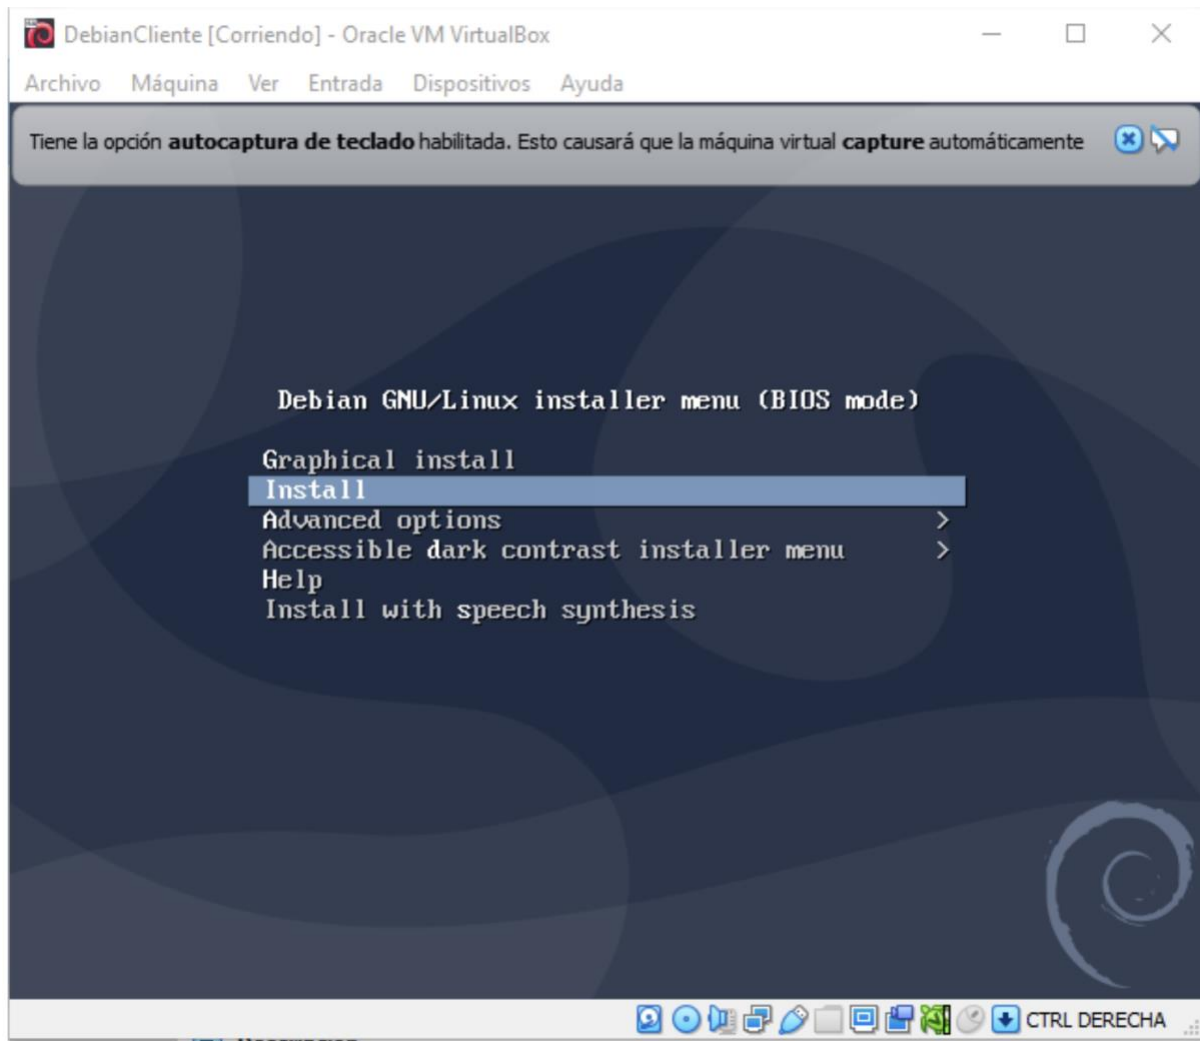 DebianCliente [Corriendo] - Oracle VM VirtualBox
Archivo Máquina Ver Entrada Dispositivos Ayuda
Tiene la opción autocaptura de teclado habilitada. Esto causará que la máquina virtual capture automáticamente
Debian GNU/Linux installer menu (BIOS mode)
Graphical install
Install
Advanced options >
Accessible dark contrast installer menu >
Help
Install with speech synthesis
CTRL DERECHA